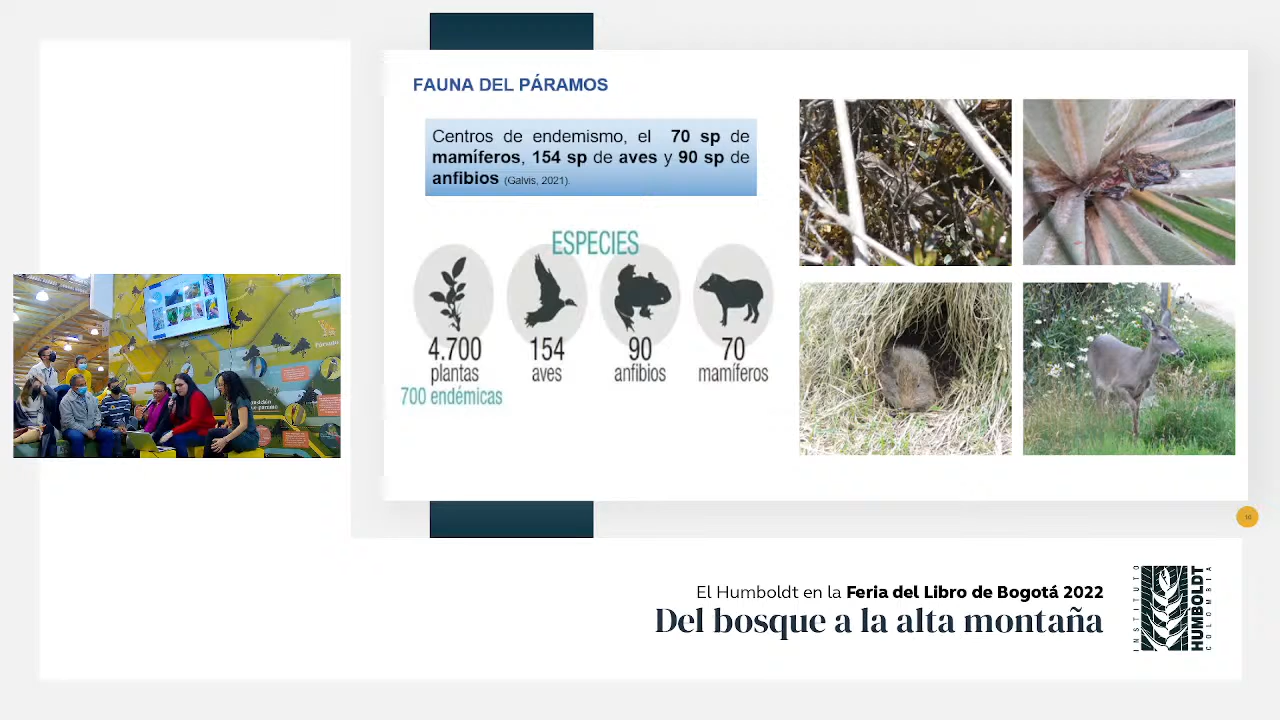 FAUNA DEL PÁRAMOS
Centros de endemismo, el 70 sp de
mamíferos, 154 sp de aves y 90 sp de
anfibios (Galvis, 2021).
ESPECIES
4.700
plantas
700 endémicas
154
aves
90
anfibios
70
mamíferos
16
El Humboldt en la Feria del Libro de Bogotá 2022
Del bosque a la alta montaña
INSTITUTO
HUMBOLDT
COLOMBIA